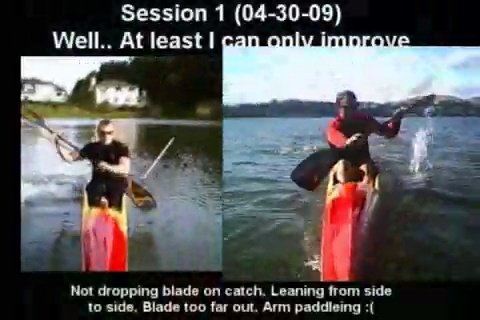 Session 1 (04-30-09)
Well.. At least I can only improve
Not dropping blade on catch. Leaning from side
to side. Blade too far out. Arm paddleing :(